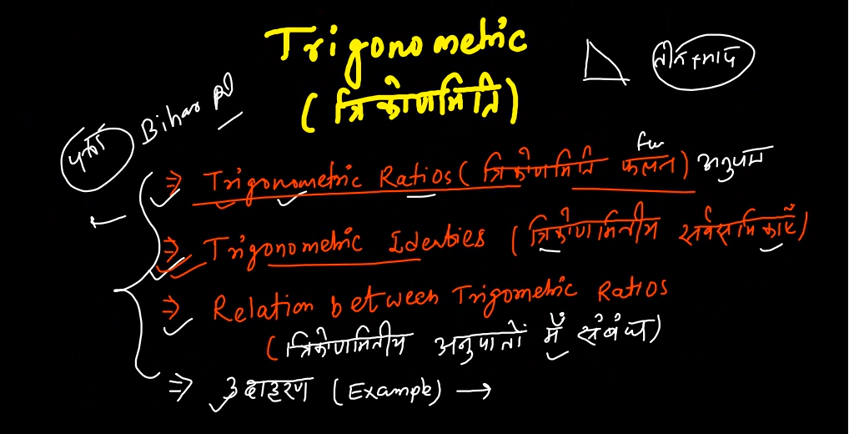 Trigonometric
(त्रिकोणमिति)
Bihar
⇒ Trigonometric Ratios (त्रिकोणमिति फलन) अनुपात
⇒ Trigonometric Identies (त्रिकोणमितीय सर्वसमिकाएँ)
⇒ Relation between Trigometric Ratios
(त्रिकोणमितीय अनुपातों में संबंध)
⇒ उदाहरण (Example) →